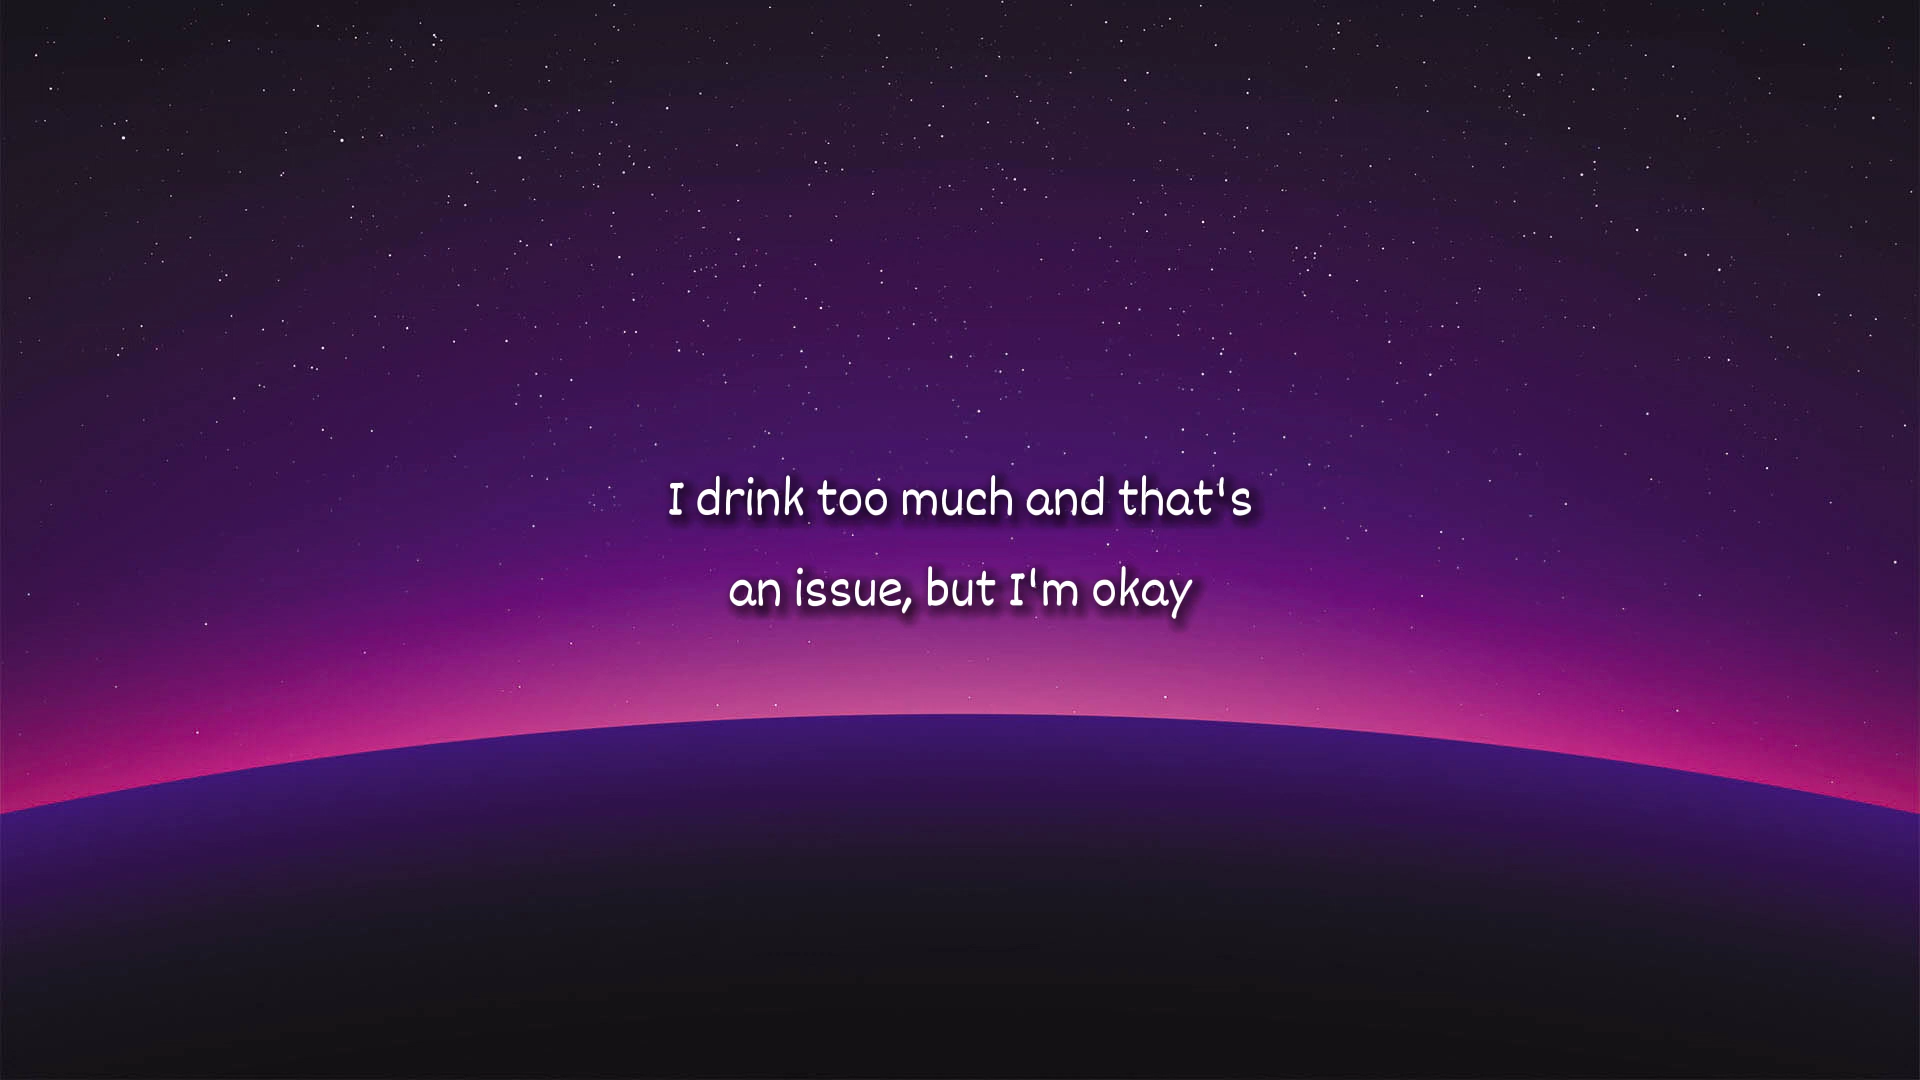 I drink too much and that's
an issue, but I'm okay